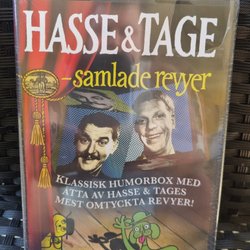 HASSE & TAGE
– samlade revyer
KLASSISK HUMORBOX MED
ÅTTA AV HASSE & TAGES
MEST OMTYCKTA REVYER!